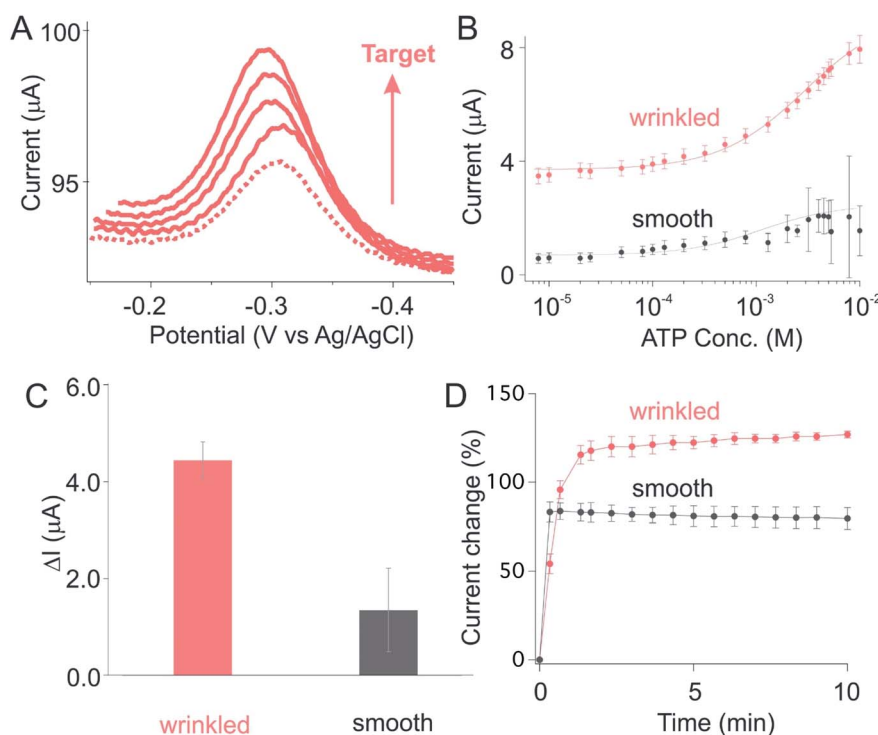 A
100
95
Current (μA)
Target
-0.2
-0.3
-0.4
Potential (V vs Ag/AgCl)
B
8
4
0
Current (μA)
wrinkled
smooth
10-5
10-4
10-3
10-2
ATP Conc. (M)
C
6.0
4.0
2.0
0.0
ΔI (μA)
wrinkled
smooth
D
150
100
50
0
Current change (%)
wrinkled
smooth
0
5
10
Time (min)